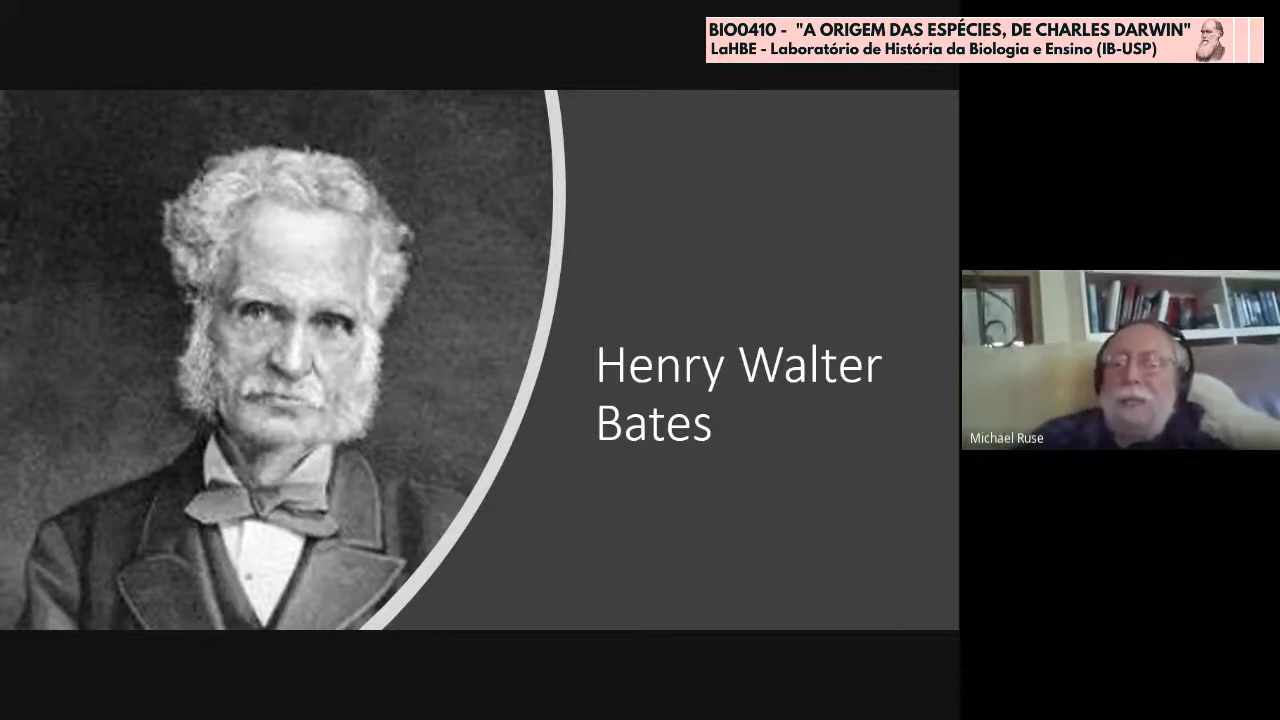 BIO0410 - "A ORIGEM DAS ESPÉCIES, DE CHARLES DARWIN"
LaHBE - Laboratório de História da Biologia e Ensino (IB-USP)
Henry Walter
Bates
Michael Ruse